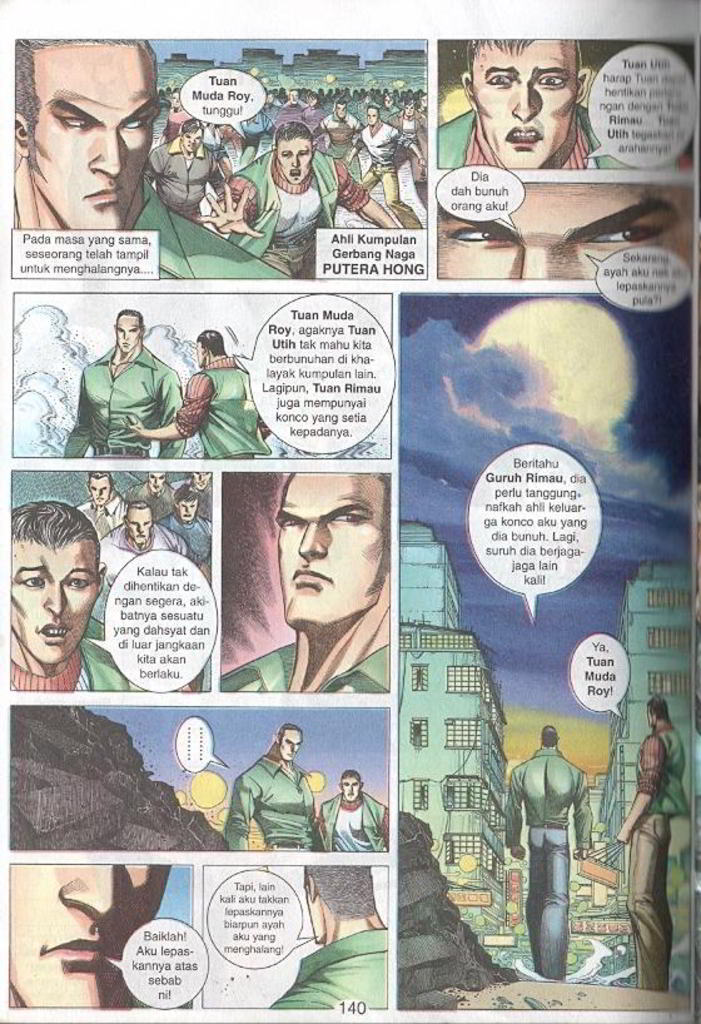 Tuan
Muda Roy,
tunggu!
Pada masa yang sama,
seseorang telah tampil
untuk menghalangnya....
Ahli Kumpulan
Gerbang Naga
PUTERA HONG
Tuan Utih
harap Tuan dapat
hentikan
ngan dengan
Rimau. Tuan
Utih tegaskan
arahannya!
Dia
dah bunuh
orang aku!
Sekarang
ayah aku nak
lepaskannya
pula?!
Tuan Muda
Roy, agaknya Tuan
Utih tak mahu kita
berbunuhan di kha-
layak kumpulan lain.
Lagipun, Tuan Rimau
juga mempunyai
konco yang setia
kepadanya.
Kalau tak
dihentikan de-
ngan segera, aki-
batnya sesuatu
yang dahsyat dan
di luar jangkaan
kita akan
berlaku.
Baiklah!
Aku lepas-
kannya atas
sebab
ni!
Tapi, lain
kali aku takkan
lepaskannya
biarpun ayah
aku yang
menghalang!
Beritahu
Guruh Rimau, dia
perlu tanggung
nafkah ahli keluar-
ga konco aku yang
dia bunuh. Lagi,
suruh dia berjaga-
jaga lain
kali!
Ya,
Tuan
Muda
Roy!
140